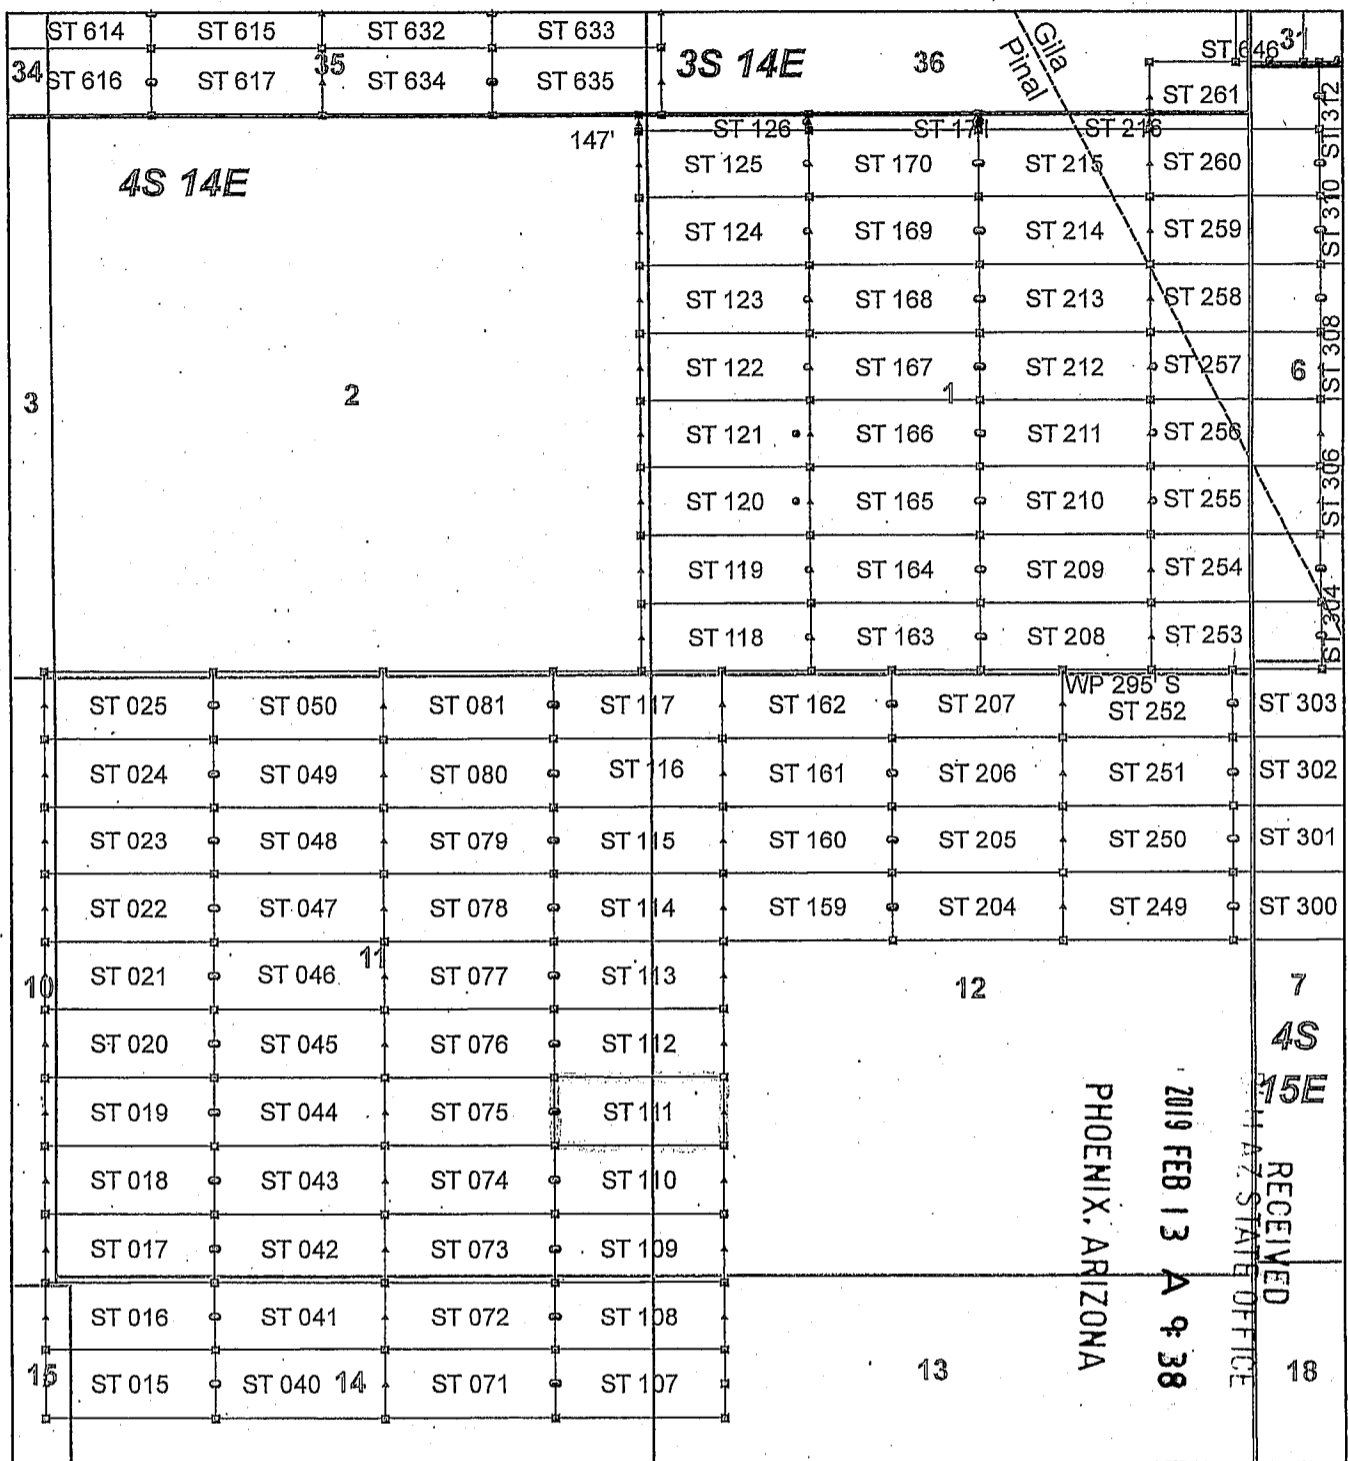 ST 614 ST 615 ST 632 ST 633
34 35 3S 14E 36 Gila ST 646 31
ST 616 ST 617 ST 634 ST 635 Pinal ST 261 ST 312
147' ST 126 ST 171 ST 216
4S 14E ST 125 ST 170 ST 215 ST 260
ST 124 ST 169 ST 214 ST 259 ST 310
ST 123 ST 168 ST 213 ST 258
ST 122 ST 167 ST 212 ST 257 6 ST 308
3 2 1
ST 121 ST 166 ST 211 ST 256
ST 120 ST 165 ST 210 ST 255 ST 306
ST 119 ST 164 ST 209 ST 254
ST 118 ST 163 ST 208 ST 253 ST 304
WP 295' S
ST 025 ST 050 ST 081 ST 117 ST 162 ST 207 ST 252 ST 303
ST 024 ST 049 ST 080 ST 116 ST 161 ST 206 ST 251 ST 302
ST 023 ST 048 ST 079 ST 115 ST 160 ST 205 ST 250 ST 301
ST 022 ST 047 ST 078 ST 114 ST 159 ST 204 ST 249 ST 300
10 11 12 7
ST 021 ST 046 ST 077 ST 113
ST 020 ST 045 ST 076 ST 112 4S
15E
ST 019 ST 044 ST 075 ST 111
ST 018 ST 043 ST 074 ST 110
ST 017 ST 042 ST 073 ST 109
ST 016 ST 041 ST 072 ST 108
15 ST 015 ST 040 14 ST 071 ST 107 13 18
RECEIVED
AZ STATE OFFICE
2019 FEB 13 A 9:38
PHOENIX, ARIZONA